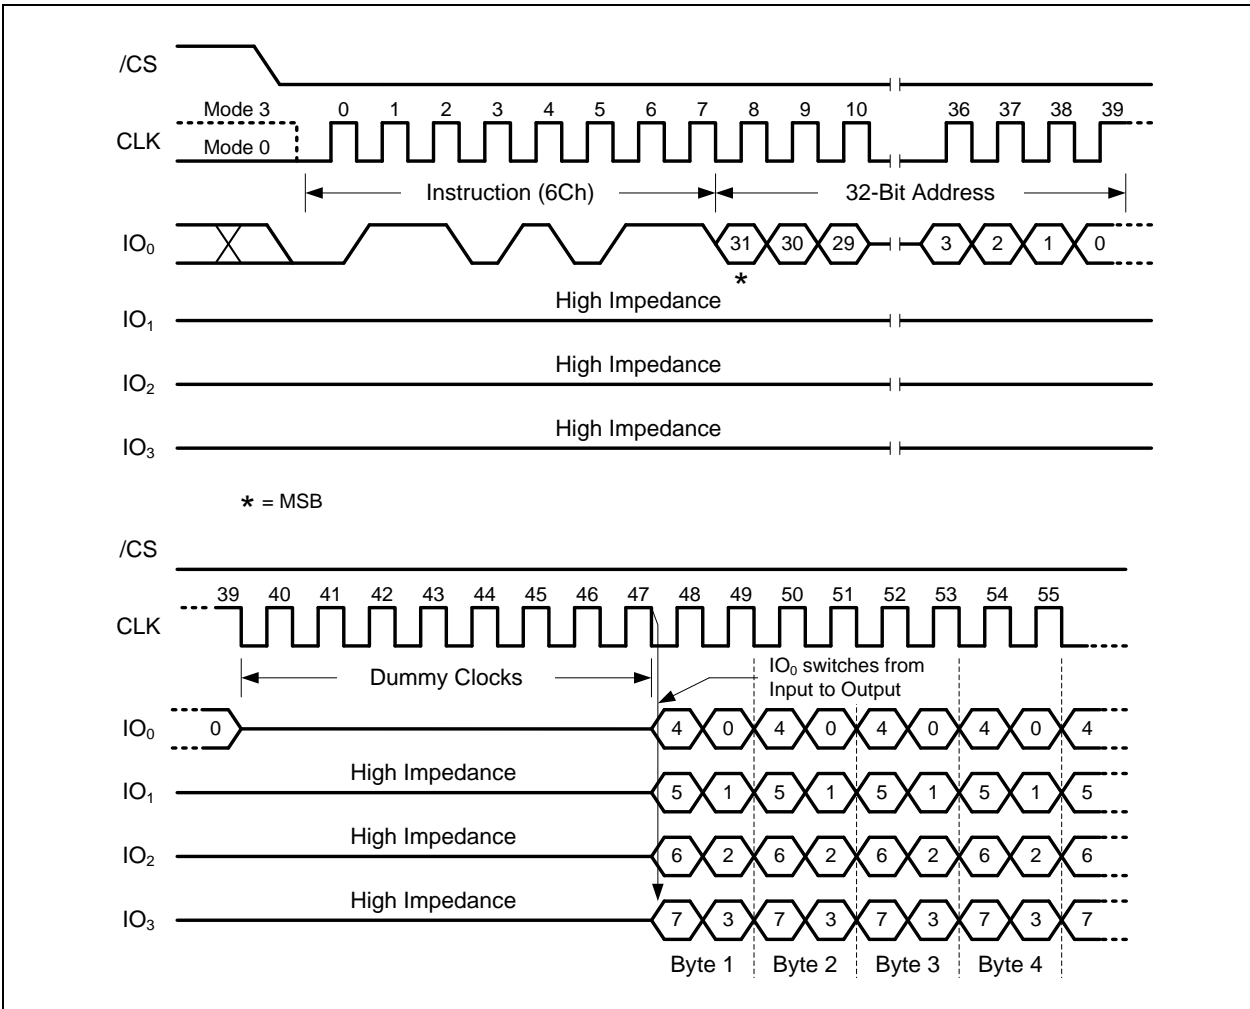 /CS
Mode 3 0 1 2 3 4 5 6 7 8 9 10 36 37 38 39
CLK
Mode 0
Instruction (6Ch) 32-Bit Address
IO0 31 30 29 3 2 1 0
*
High Impedance
IO1
High Impedance
IO2
High Impedance
IO3
* = MSB
/CS
39 40 41 42 43 44 45 46 47 48 49 50 51 52 53 54 55
CLK
IO0 switches from
Dummy Clocks Input to Output
IO0 0 4 0 4 0 4 0 4 0 4
High Impedance
IO1 5 1 5 1 5 1 5 1 5
High Impedance
IO2 6 2 6 2 6 2 6 2 6
High Impedance
IO3 7 3 7 3 7 3 7 3 7
Byte 1 Byte 2 Byte 3 Byte 4